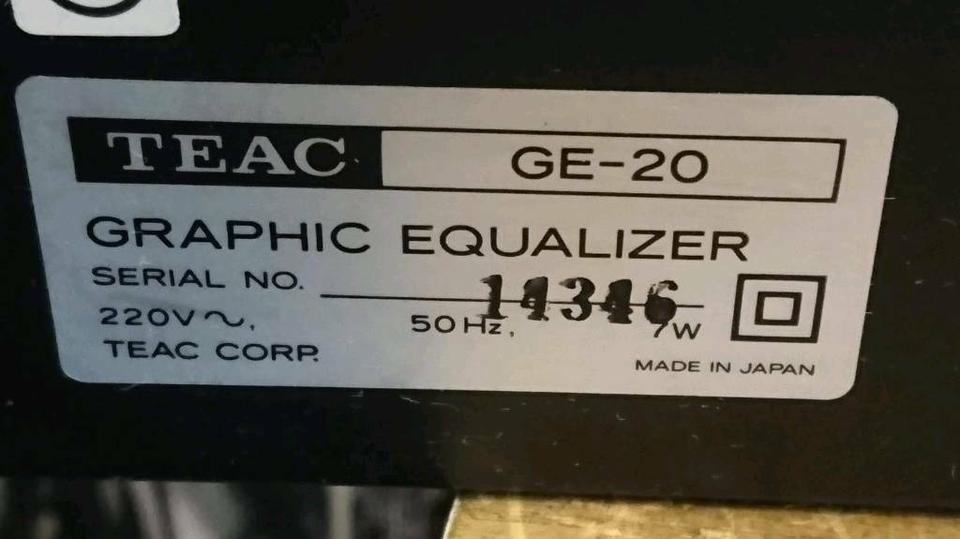 TEAC GE-20
GRAPHIC EQUALIZER
SERIAL NO. 14346
220V~, 50Hz, 7W
TEAC CORP.
MADE IN JAPAN